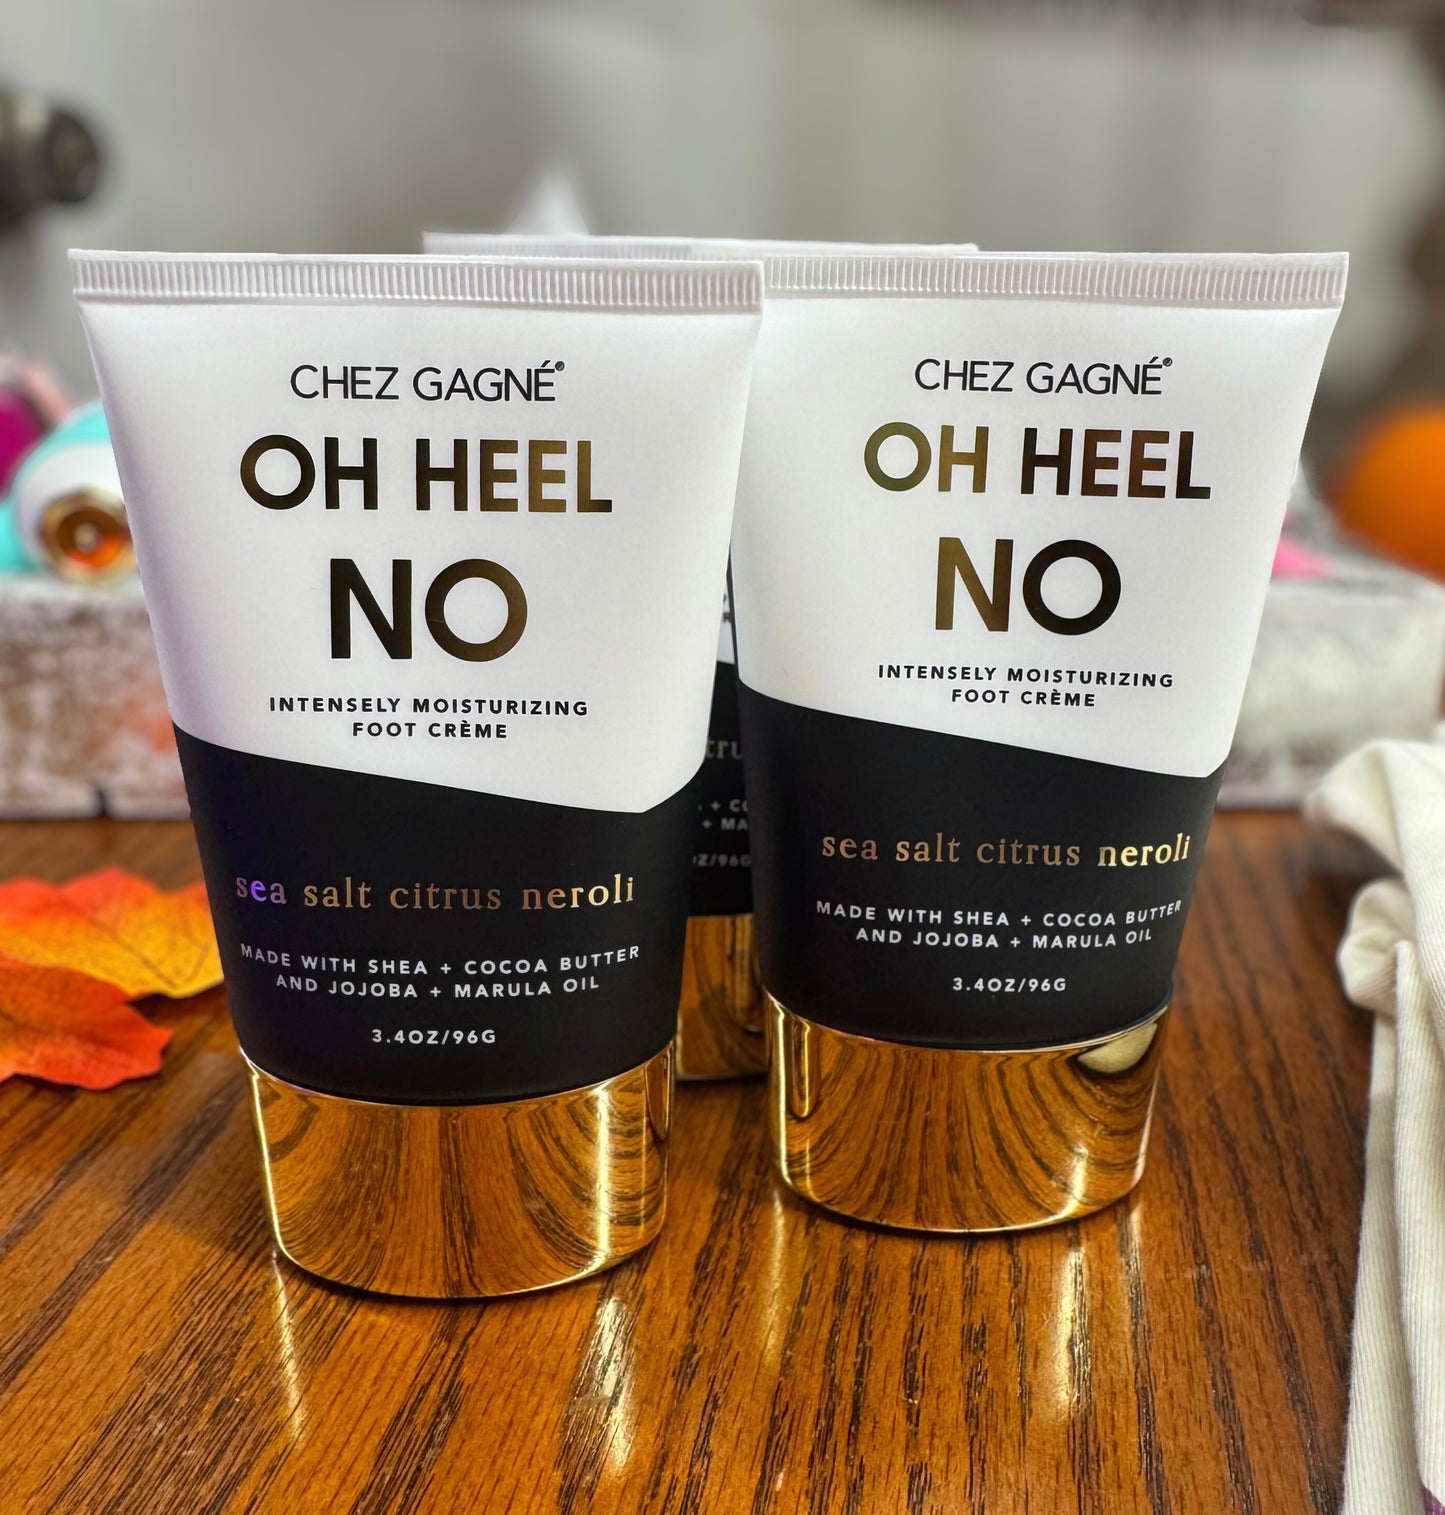 CHEZ GAGNÉ®
OH HEEL
NO
INTENSELY MOISTURIZING
FOOT CRÈME
sea salt citrus neroli
MADE WITH SHEA + COCOA BUTTER
AND JOJOBA + MARULA OIL
3.4OZ/96G
CHEZ GAGNÉ®
OH HEEL
NO
INTENSELY MOISTURIZING
FOOT CRÈME
sea salt citrus neroli
MADE WITH SHEA + COCOA BUTTER
AND JOJOBA + MARULA OIL
3.4OZ/96G